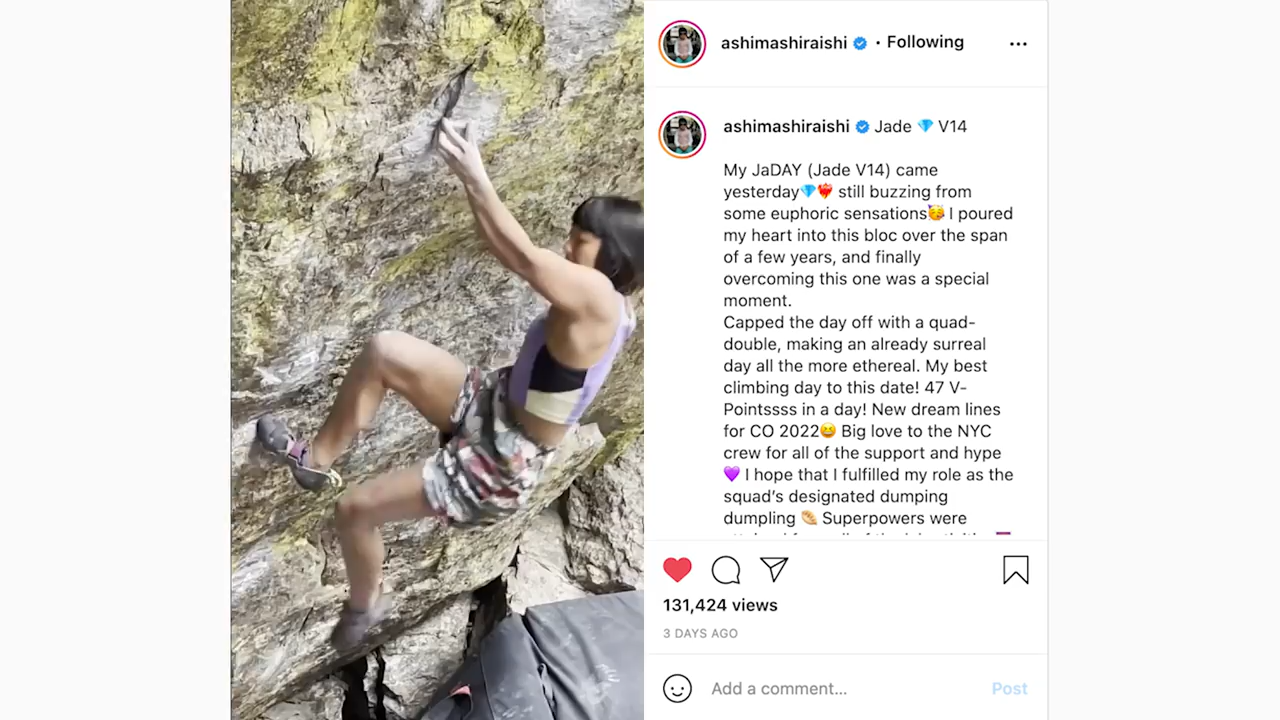 ashimashiraishi • Following
ashimashiraishi Jade 💎 V14
My JaDAY (Jade V14) came
yesterday💎❤️‍🔥 still buzzing from
some euphoric sensations🥳 I poured
my heart into this bloc over the span
of a few years, and finally
overcoming this one was a special
moment.
Capped the day off with a quad-
double, making an already surreal
day all the more ethereal. My best
climbing day to this date! 47 V-
Pointssss in a day! New dream lines
for CO 2022😆 Big love to the NYC
crew for all of the support and hype
💜 I hope that I fulfilled my role as the
squad's designated dumping
dumpling 🥟 Superpowers were
131,424 views
3 DAYS AGO
Add a comment... Post